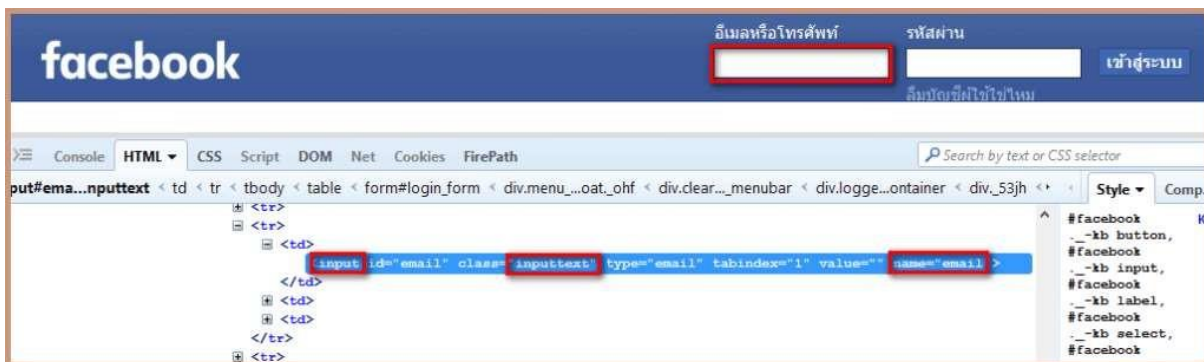 อีเมลหรือโทรศัพท์ รหัสผ่าน
facebook เข้าสู่ระบบ
ลืมบัญชีผู้ใช้ใช่ไหม
Console HTML CSS Script DOM Net Cookies FirePath Search by text or CSS selector
put#ema...nputtext < td < tr < tbody < table < form#login_form < div.menu_...oat._ohf < div.clear..._menubar < div.logge...ontainer < div._53jh < Style Comp
<tr> #facebook
<tr> ._-kb button,
<td> #facebook
<input id="email" class="inputtext" type="email" tabindex="1" value="" name="email"> ._-kb input,
</td> #facebook
<td> ._-kb label,
<td> #facebook
</tr> ._-kb select,
<tr> #facebook